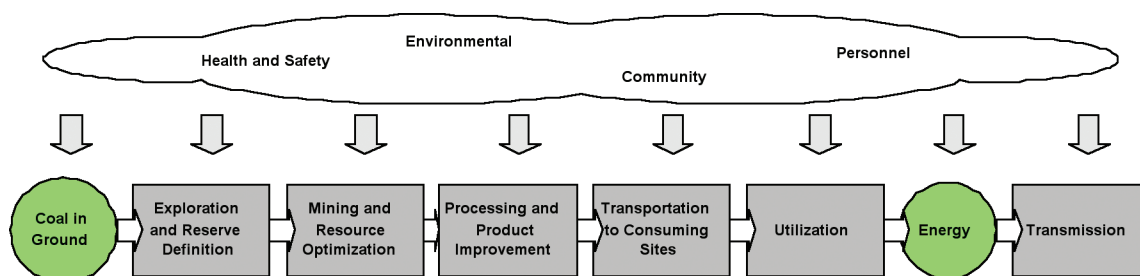 Environmental
Personnel
Health and Safety
Community
Coal in
Ground
Exploration
and Reserve
Definition
Mining and
Resource
Optimization
Processing and
Product
Improvement
Transportation
to Consuming
Sites
Utilization
Energy
Transmission